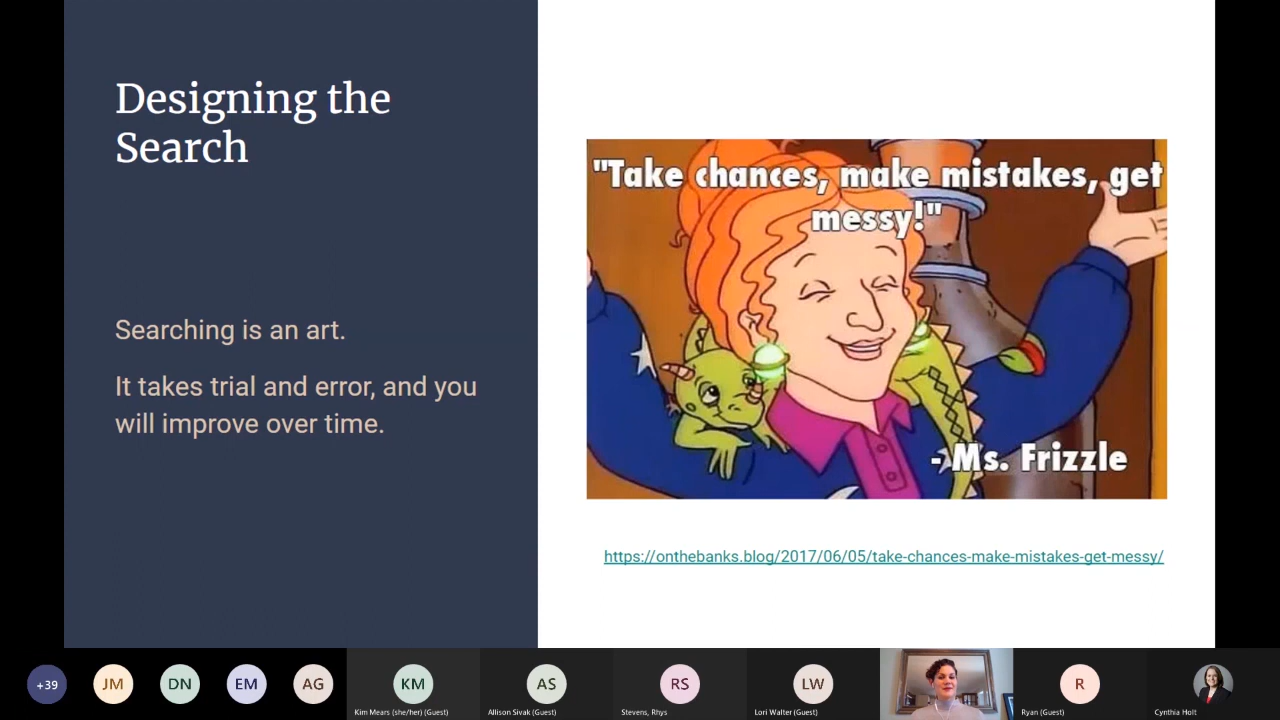 Designing the
Search
Searching is an art.
It takes trial and error, and you
will improve over time.
"Take chances, make mistakes, get
messy!"
- Ms. Frizzle
https://onthebanks.blog/2017/06/05/take-chances-make-mistakes-get-messy/
+39
JM
DN
EM
AG
KM
Kim Mears (she/her) (Guest)
AS
Allison Sivak (Guest)
RS
Stevens, Rhys
LW
Lori Walter (Guest)
R
Ryan (Guest)
Cynthia Holt